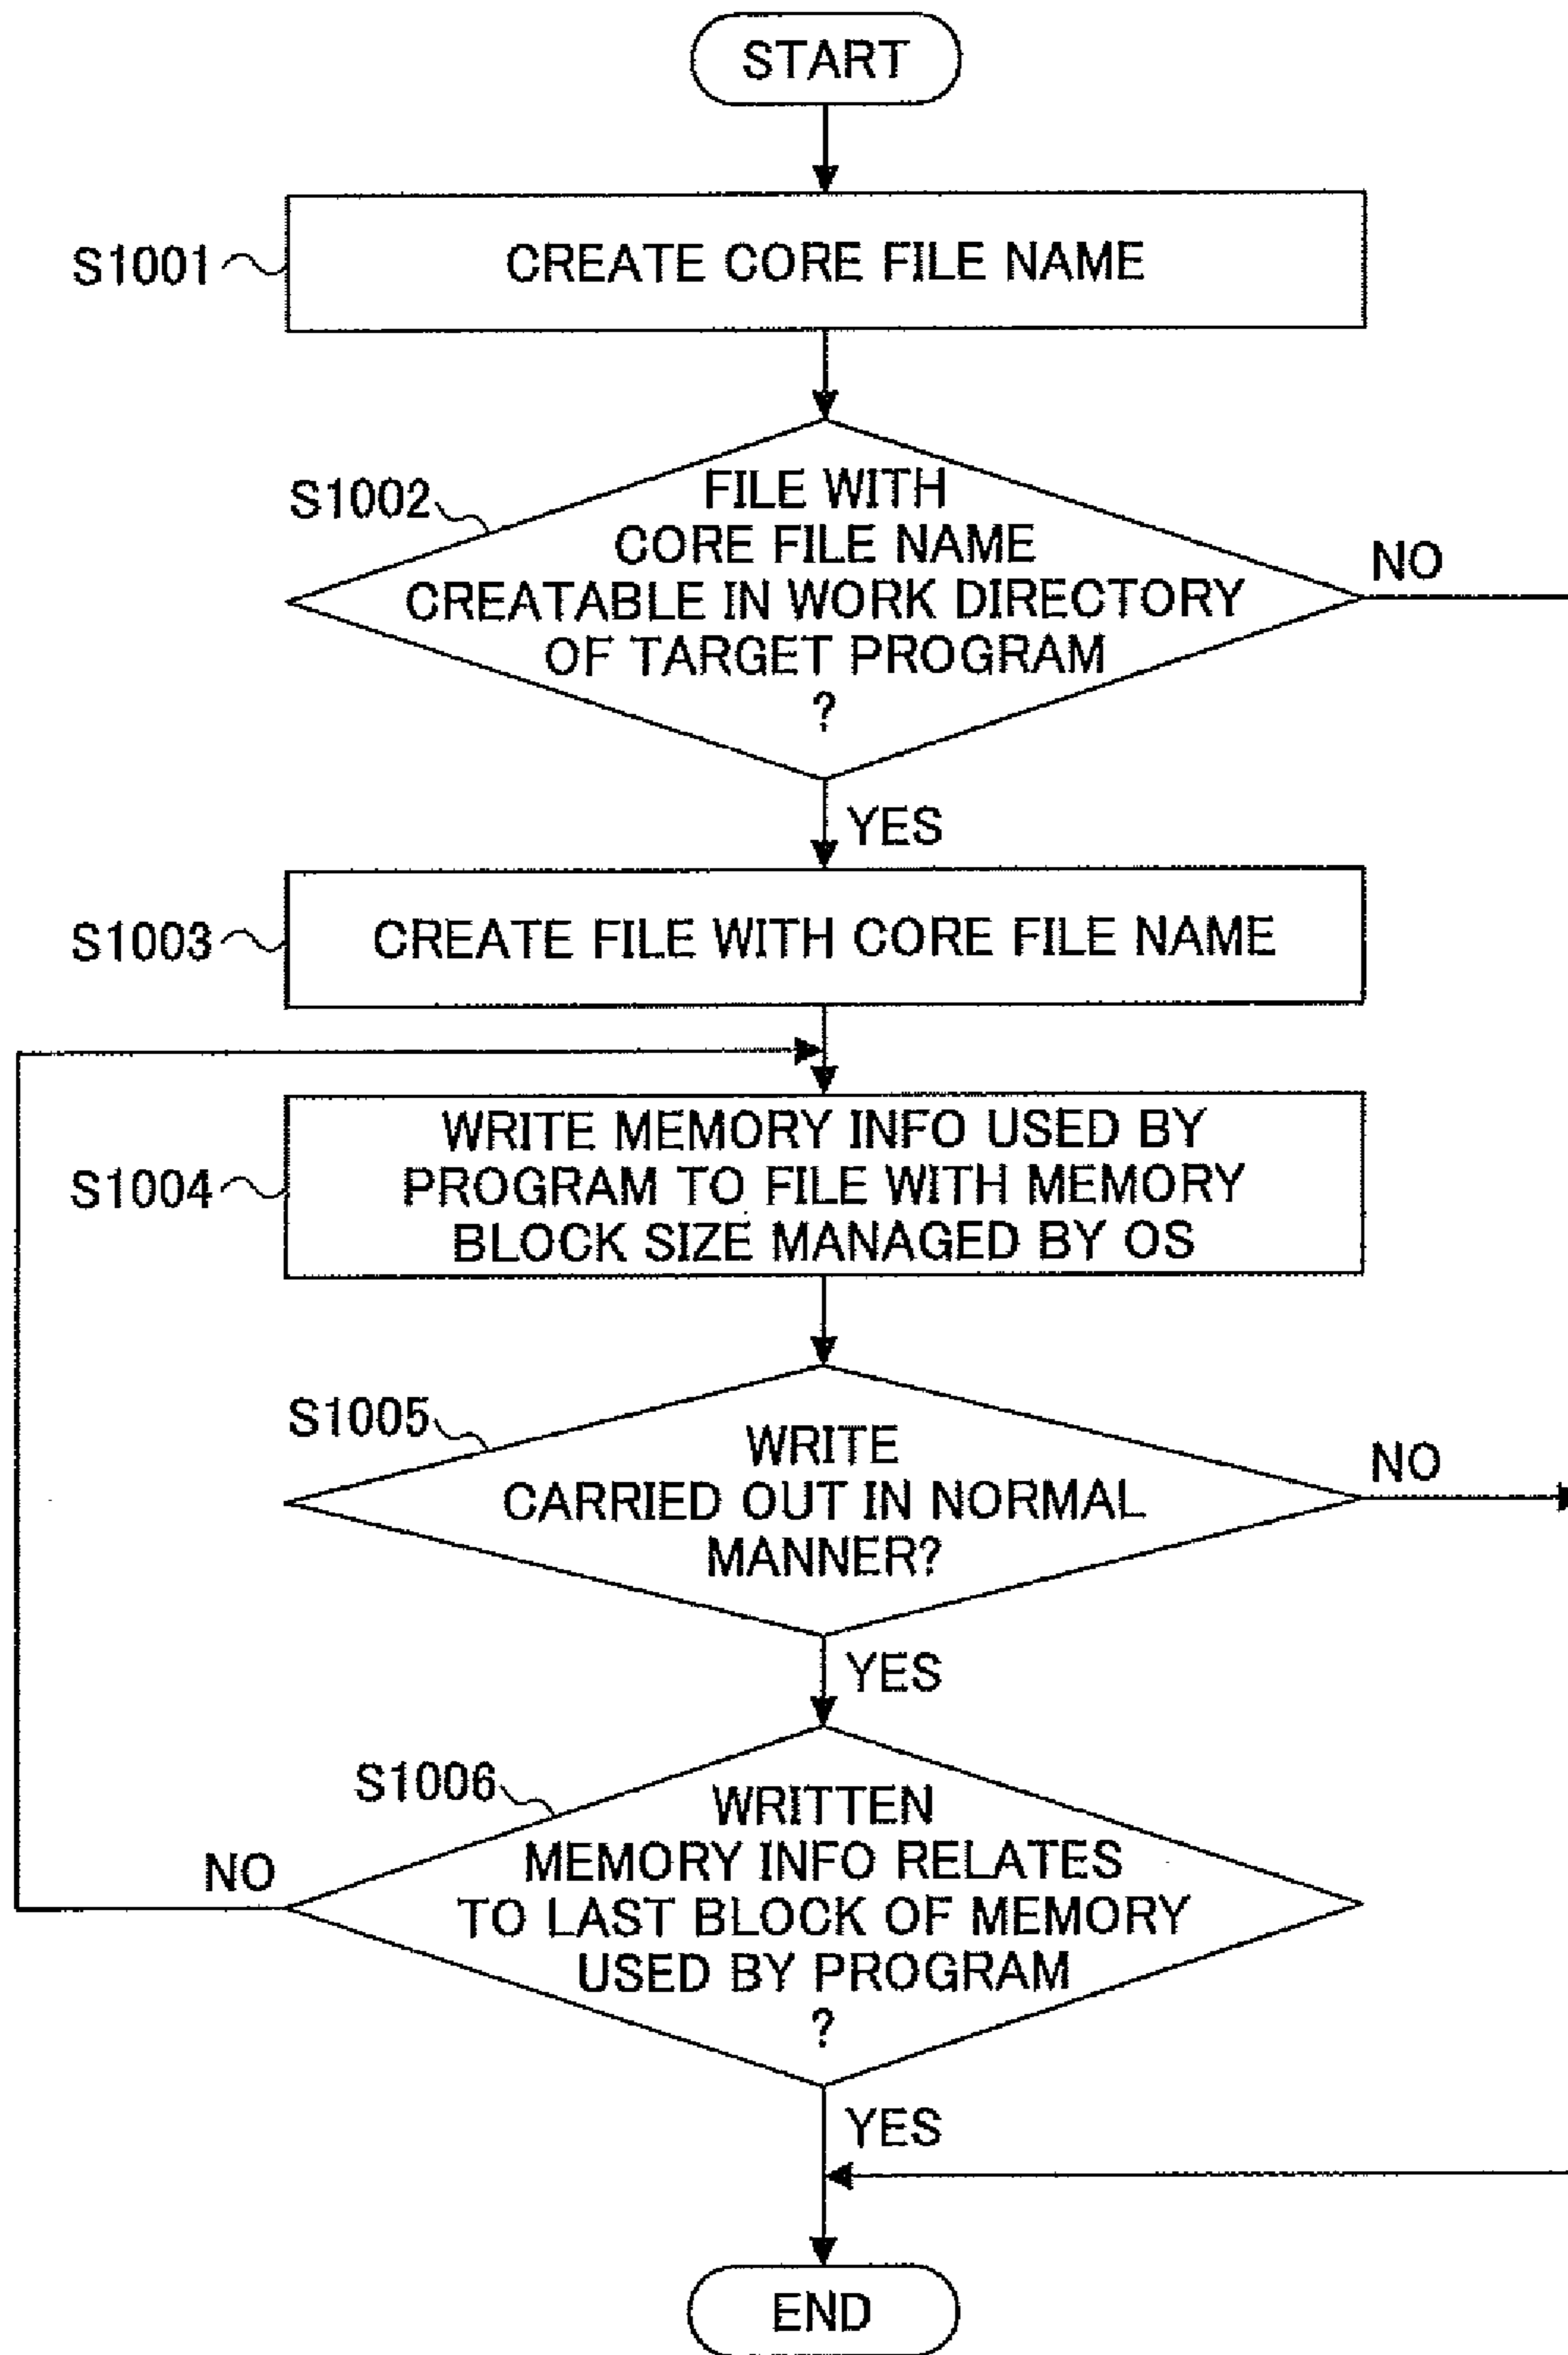 START
S1001
CREATE CORE FILE NAME
S1002
FILE WITH
CORE FILE NAME
CREATABLE IN WORK DIRECTORY
OF TARGET PROGRAM
?
NO
YES
S1003
CREATE FILE WITH CORE FILE NAME
S1004
WRITE MEMORY INFO USED BY
PROGRAM TO FILE WITH MEMORY
BLOCK SIZE MANAGED BY OS
S1005
WRITE
CARRIED OUT IN NORMAL
MANNER?
NO
YES
S1006
WRITTEN
MEMORY INFO RELATES
TO LAST BLOCK OF MEMORY
USED BY PROGRAM
?
NO
YES
END